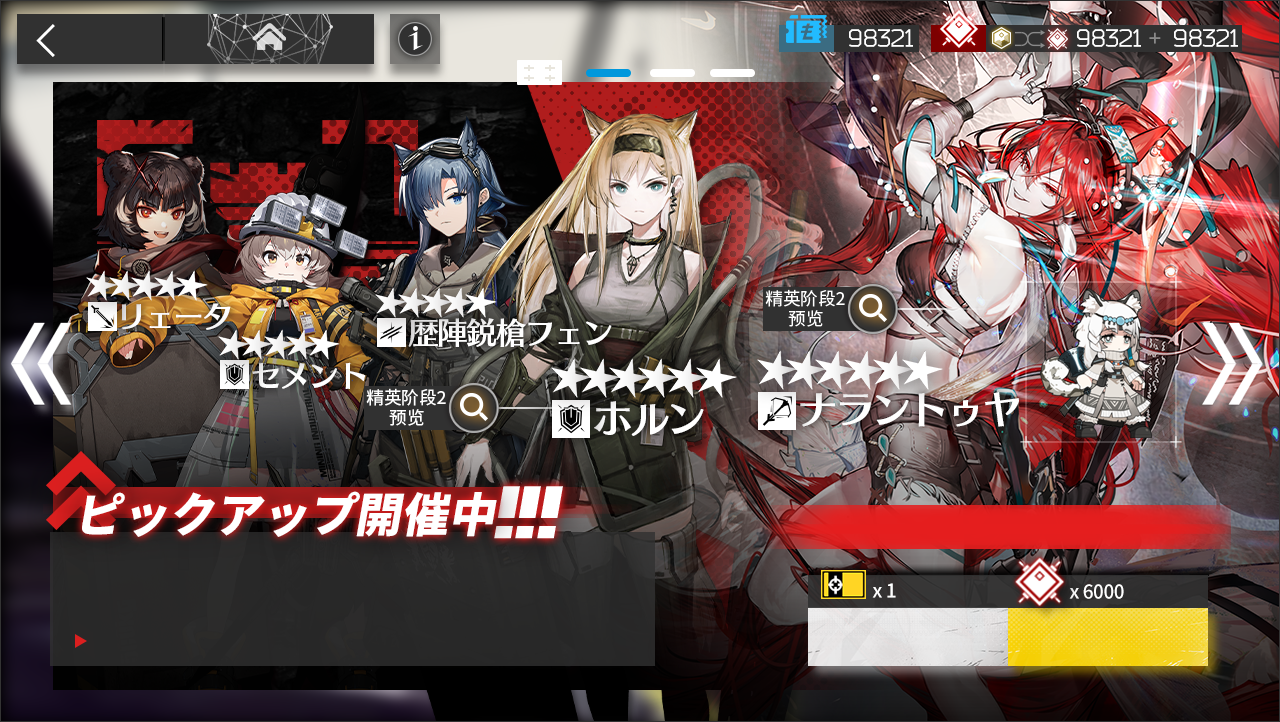 98321
98321 + 98321
リェータ
歴陣鋭槍フェン
セメント
精英阶段2
预览
ホルン
精英阶段2
预览
ナラントゥヤ
ピックアップ開催中!!!
x 1
x 6000